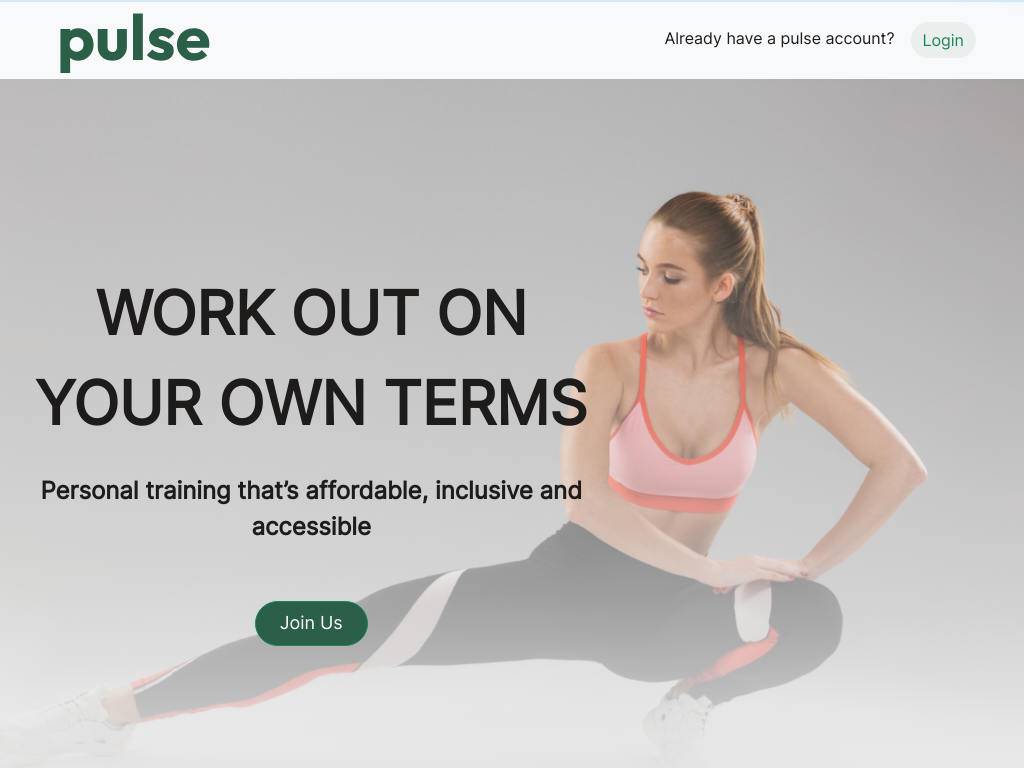 pulse
Already have a pulse account? Login
WORK OUT ON
YOUR OWN TERMS
Personal training that’s affordable, inclusive and
accessible
Join Us